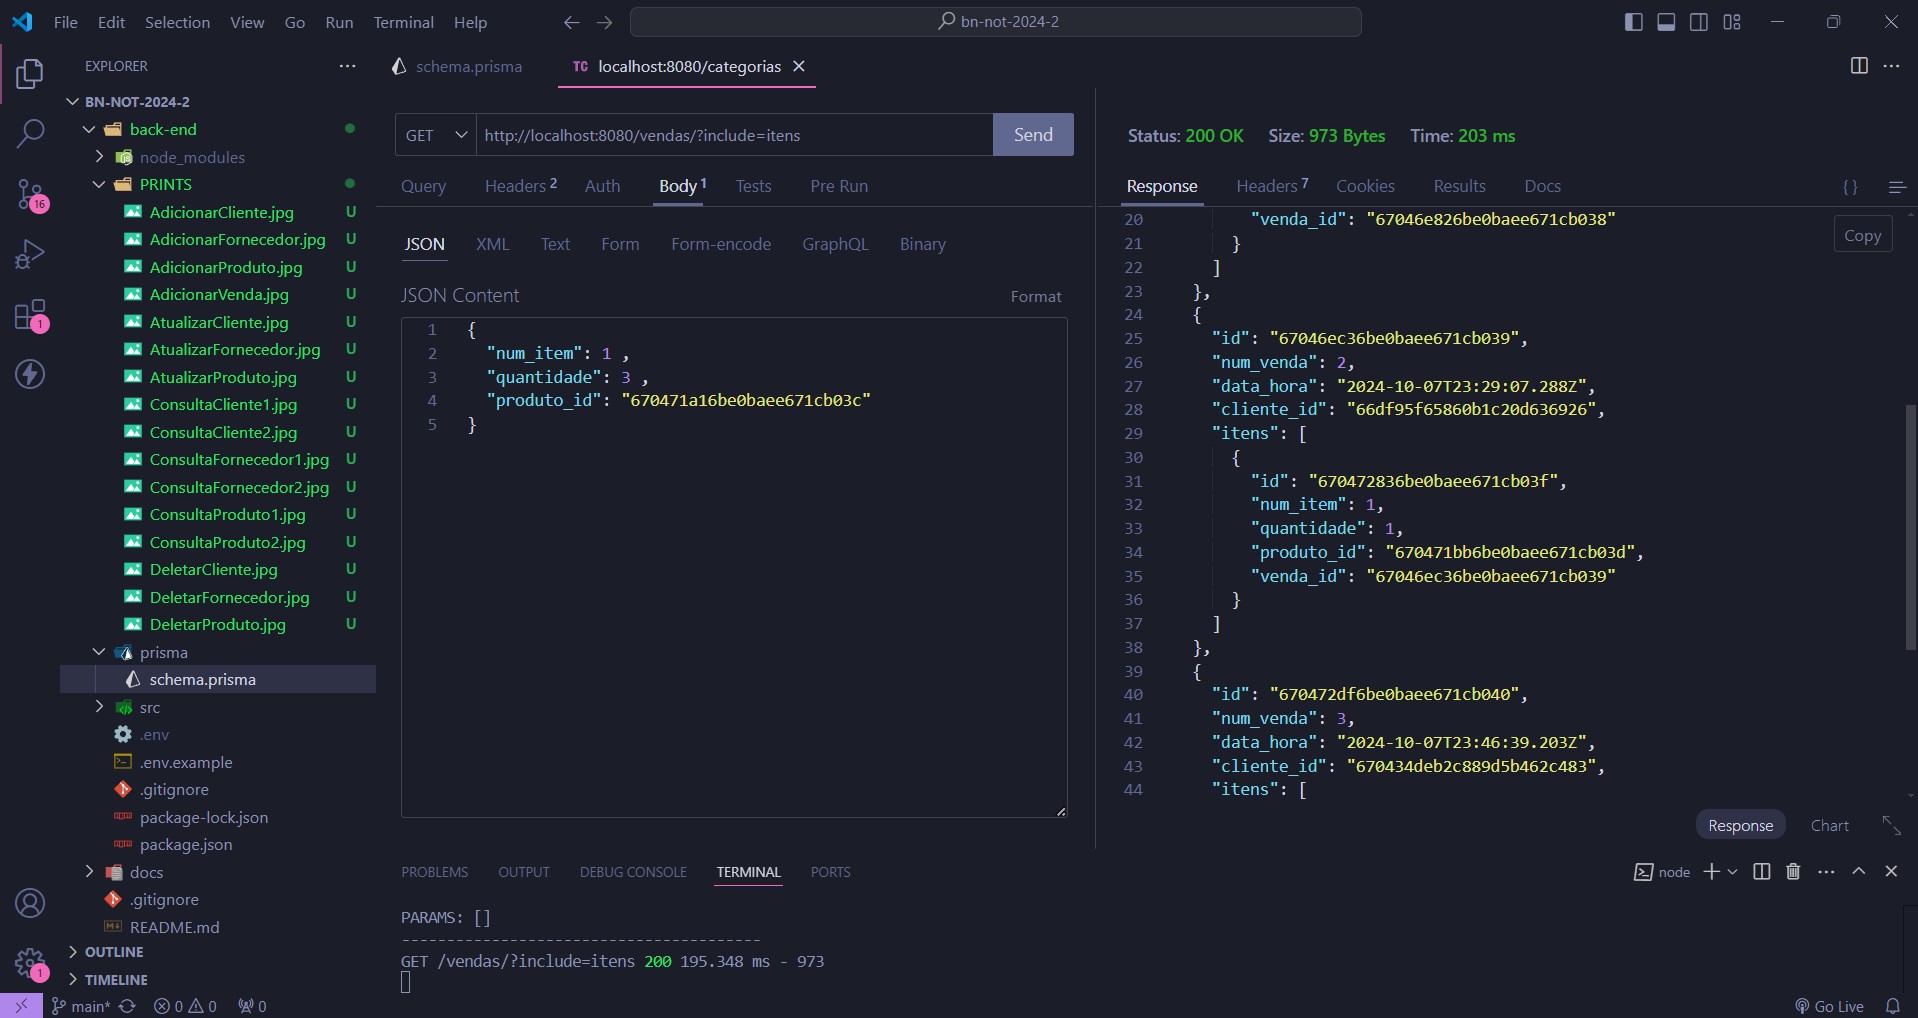 File Edit Selection View Go Run Terminal Help
bn-not-2024-2
EXPLORER
BN-NOT-2024-2
back-end
node_modules
PRINTS
AdicionarCliente.jpg U
AdicionarFornecedor.jpg U
AdicionarProduto.jpg U
AdicionarVenda.jpg U
AtualizarCliente.jpg U
AtualizarFornecedor.jpg U
AtualizarProduto.jpg U
ConsultaCliente1.jpg U
ConsultaCliente2.jpg U
ConsultaFornecedor1.jpg U
ConsultaFornecedor2.jpg U
ConsultaProduto1.jpg U
ConsultaProduto2.jpg U
DeletarCliente.jpg U
DeletarFornecedor.jpg U
DeletarProduto.jpg U
prisma
schema.prisma
src
.env
.env.example
.gitignore
package-lock.json
package.json
docs
.gitignore
README.md
OUTLINE
TIMELINE
16
1
1
schema.prisma
TC localhost:8080/categorias
GET http://localhost:8080/vendas/?include=itens Send
Query Headers 2 Auth Body 1 Tests Pre Run
JSON XML Text Form Form-encode GraphQL Binary
JSON Content Format
1 {
2 "num_item": 1 ,
3 "quantidade": 3 ,
4 "produto_id": "670471a16be0baee671cb03c"
5 }
Status: 200 OK Size: 973 Bytes Time: 203 ms
Response Headers 7 Cookies Results Docs { }
Copy
20 "venda_id": "67046e826be0baee671cb038"
21 }
22 ]
23 },
24 {
25 "id": "67046ec36be0baee671cb039",
26 "num_venda": 2,
27 "data_hora": "2024-10-07T23:29:07.288Z",
28 "cliente_id": "66df95f65860b1c20d636926",
29 "itens": [
30 {
31 "id": "670472836be0baee671cb03f",
32 "num_item": 1,
33 "quantidade": 1,
34 "produto_id": "670471bb6be0baee671cb03d",
35 "venda_id": "67046ec36be0baee671cb039"
36 }
37 ]
38 },
39 {
40 "id": "670472df6be0baee671cb040",
41 "num_venda": 3,
42 "data_hora": "2024-10-07T23:46:39.203Z",
43 "cliente_id": "670434deb2c889d5b462c483",
44 "itens": [
Response Chart
PROBLEMS OUTPUT DEBUG CONSOLE TERMINAL PORTS
node
PARAMS: []
----------------------------------------
GET /vendas/?include=itens 200 195.348 ms - 973
main* 0 0 0
Go Live